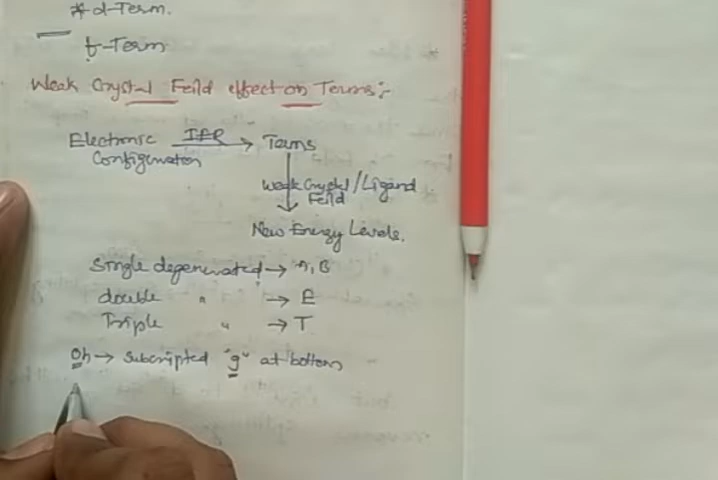 * d-Term.
f-Term
Weak Crystal Feild effect on Terms:-
Electronic Configuration IER → Terms
Weak Crystal/Ligand Feild
New Energy Levels.
Single degenerated → A, B
double " → E
Triple " → T
Oh → Subscripted "g" at bottom